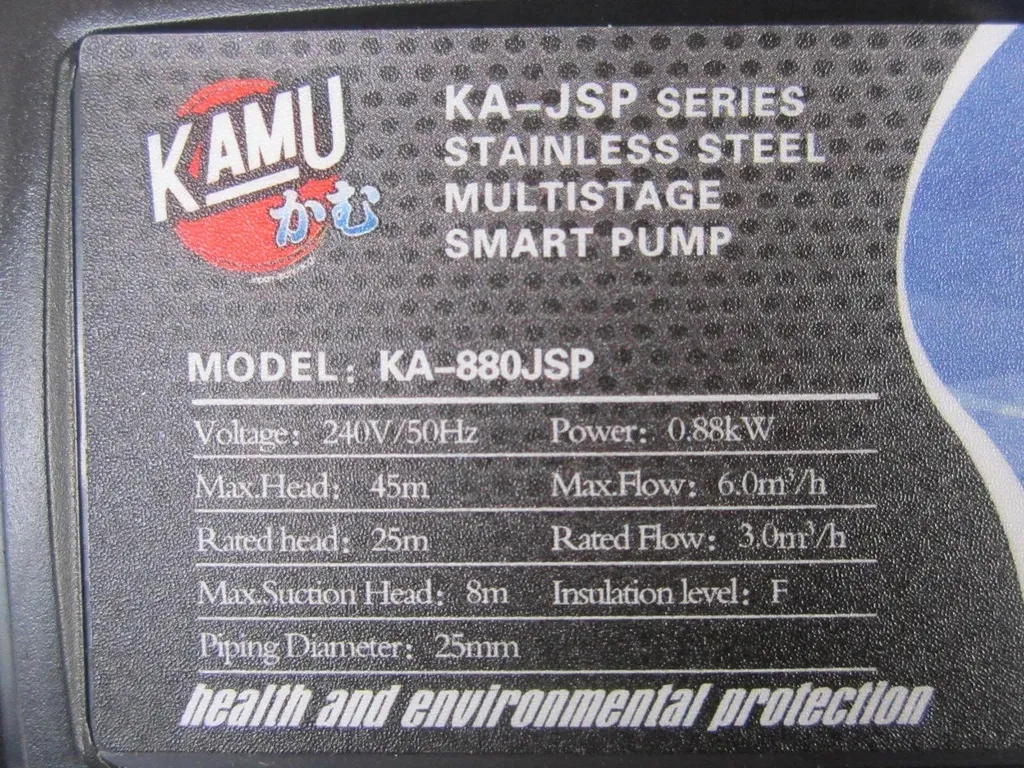 KAMU
かむ
KA-JSP SERIES
STAINLESS STEEL
MULTISTAGE
SMART PUMP
MODEL: KA-880JSP
Voltage: 240V/50Hz Power: 0.88kW
Max.Head: 45m Max.Flow: 6.0m³/h
Rated head: 25m Rated Flow: 3.0m³/h
Max.Suction Head: 8m Insulation level: F
Piping Diameter: 25mm
health and environmental protection